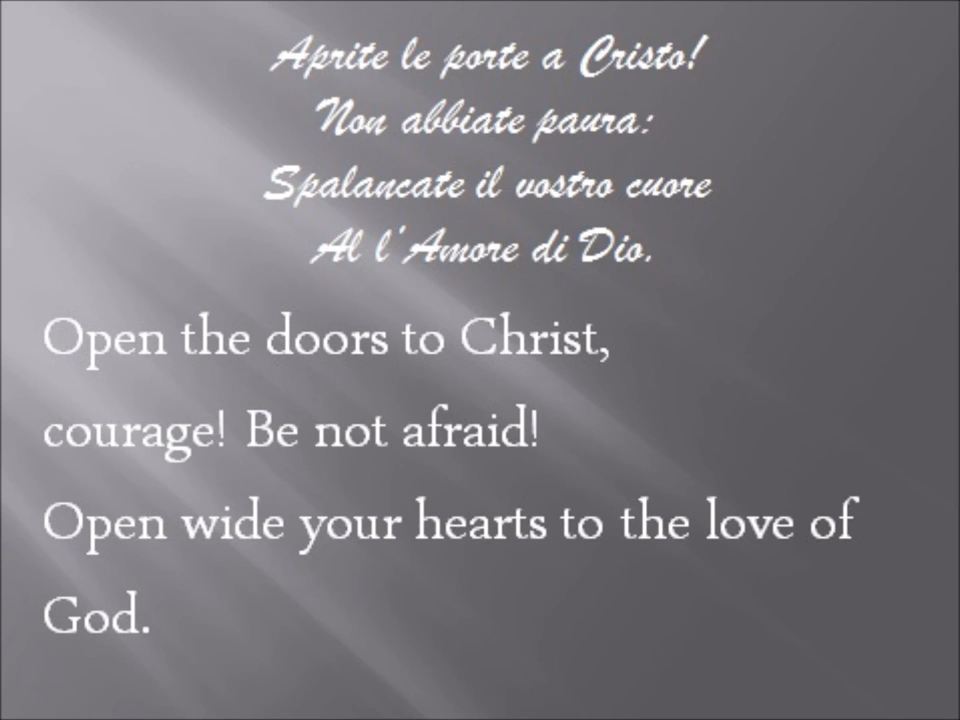 Aprite le porte a Cristo!
Non abbiate paura:
Spalancate il vostro cuore
Al l'Amore di Dio.
Open the doors to Christ,
courage! Be not afraid!
Open wide your hearts to the love of
God.